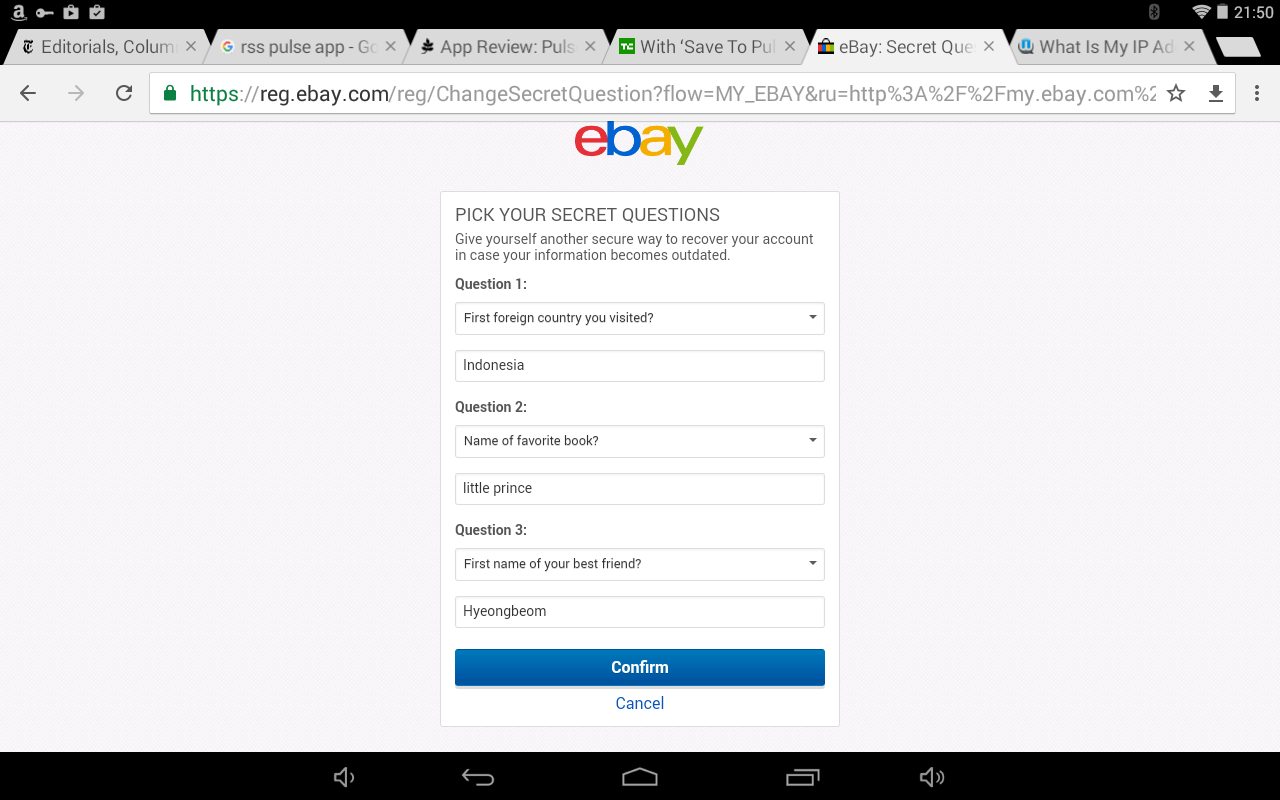 21:50
Editorials, Colum
rss pulse app - Go
App Review: Puls
With ‘Save To Pul
eBay: Secret Que
What Is My IP Ad
https://reg.ebay.com/reg/ChangeSecretQuestion?flow=MY_EBAY&ru=http%3A%2F%2Fmy.ebay.com%2
ebay
PICK YOUR SECRET QUESTIONS
Give yourself another secure way to recover your account
in case your information becomes outdated.
Question 1:
First foreign country you visited?
Indonesia
Question 2:
Name of favorite book?
little prince
Question 3:
First name of your best friend?
Hyeongbeom
Confirm
Cancel